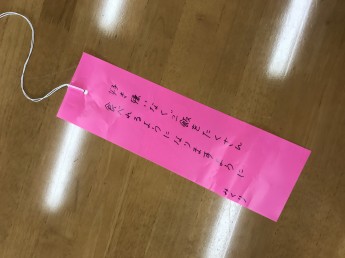 好き嫌いなく、ご飯をたくさん
食べれるようになりますように